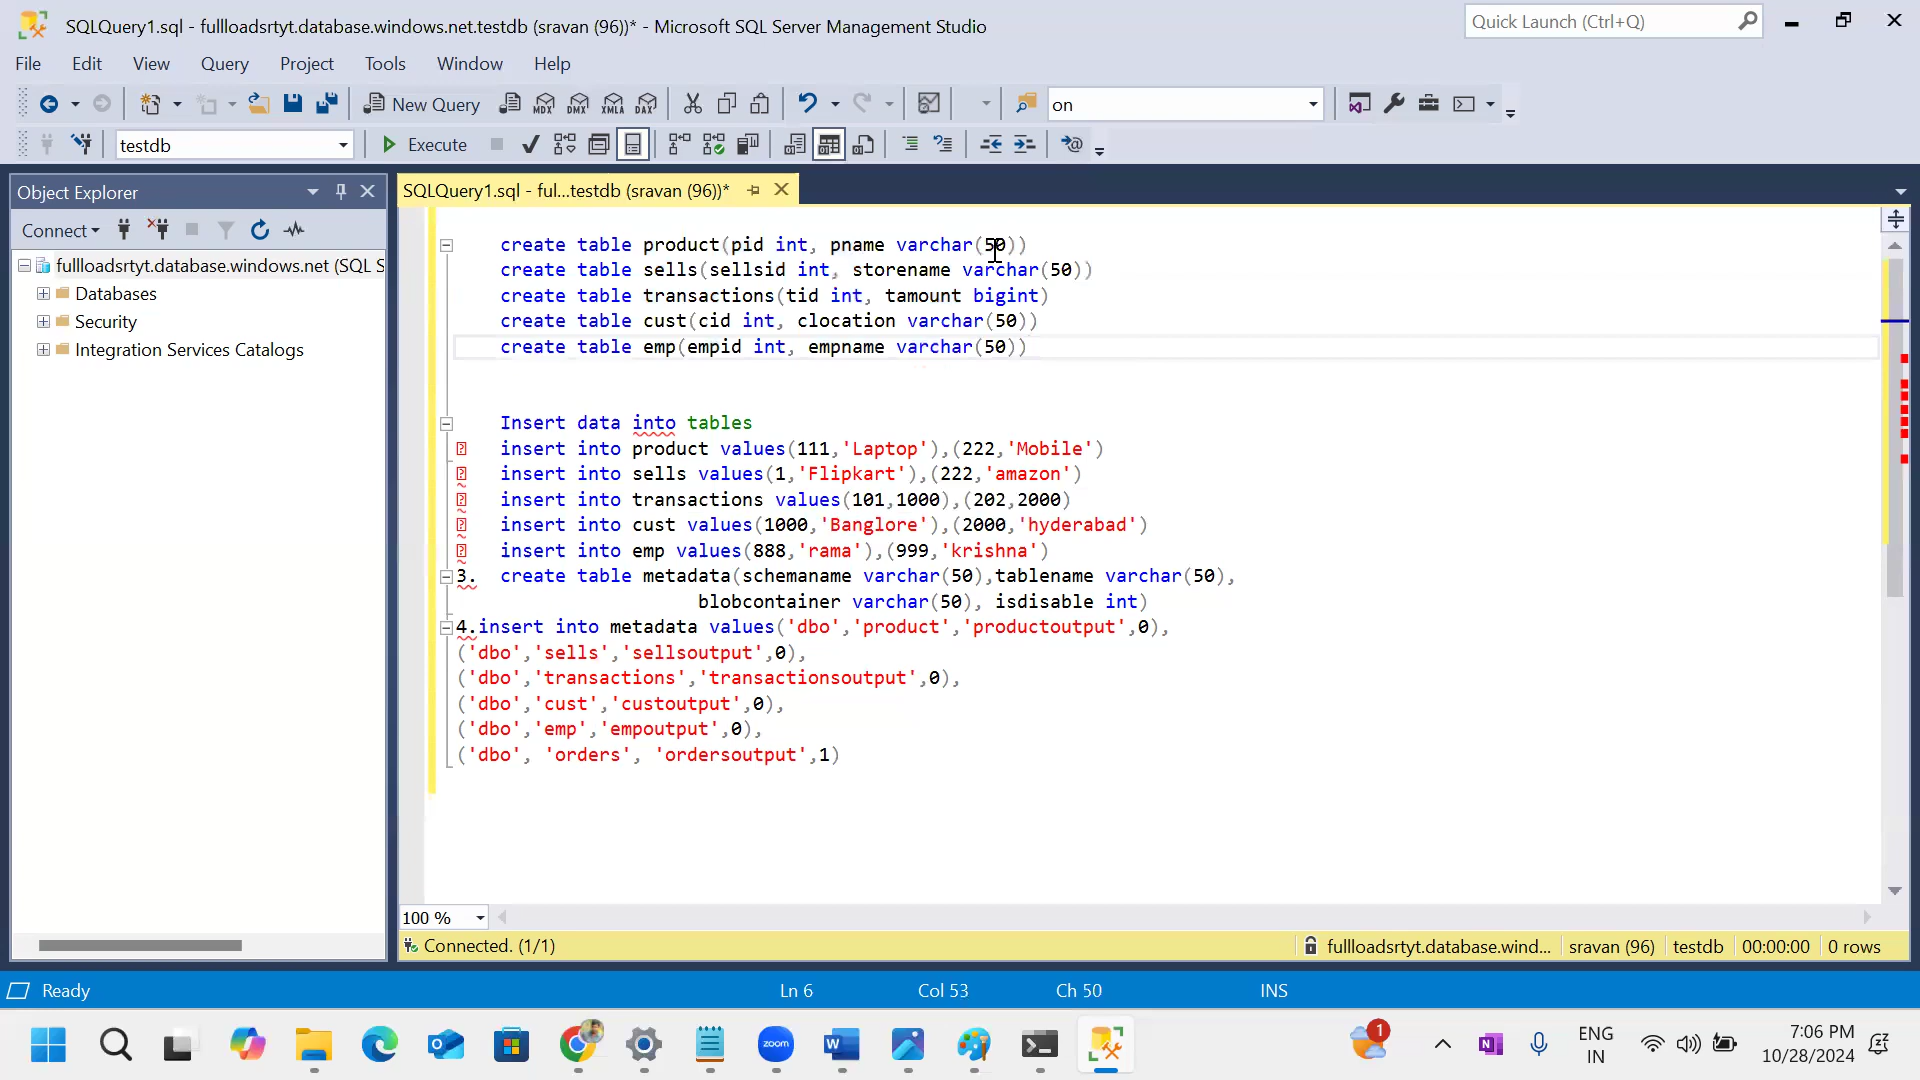 SQLQuery1.sql - fullloadsrtyt.database.windows.net.testdb (sravan (96))* - Microsoft SQL Server Management Studio
Quick Launch (Ctrl+Q)
File Edit View Query Project Tools Window Help
New Query MDX DMX XMLA DAX on
testdb Execute
Object Explorer
SQLQuery1.sql - ful...testdb (sravan (96))*
Connect
fullloadsrtyt.database.windows.net (SQL S
Databases
Security
Integration Services Catalogs
create table product(pid int, pname varchar(50))
create table sells(sellsid int, storename varchar(50))
create table transactions(tid int, tamount bigint)
create table cust(cid int, clocation varchar(50))
create table emp(empid int, empname varchar(50))
Insert data into tables
insert into product values(111,'Laptop'),(222,'Mobile')
insert into sells values(1,'Flipkart'),(222,'amazon')
insert into transactions values(101,1000),(202,2000)
insert into cust values(1000,'Banglore'),(2000,'hyderabad')
insert into emp values(888,'rama'),(999,'krishna')
3. create table metadata(schemaname varchar(50),tablename varchar(50),
blobcontainer varchar(50), isdisable int)
4.insert into metadata values('dbo','product','productoutput',0),
('dbo','sells','sellsoutput',0),
('dbo','transactions','transactionsoutput',0),
('dbo','cust','custoutput',0),
('dbo','emp','empoutput',0),
('dbo', 'orders', 'ordersoutput',1)
100 %
Connected. (1/1) fullloadsrtyt.database.wind... sravan (96) testdb 00:00:00 0 rows
Ready Ln 6 Col 53 Ch 50 INS
zoom
W
1
N
ENG
IN
7:06 PM
10/28/2024